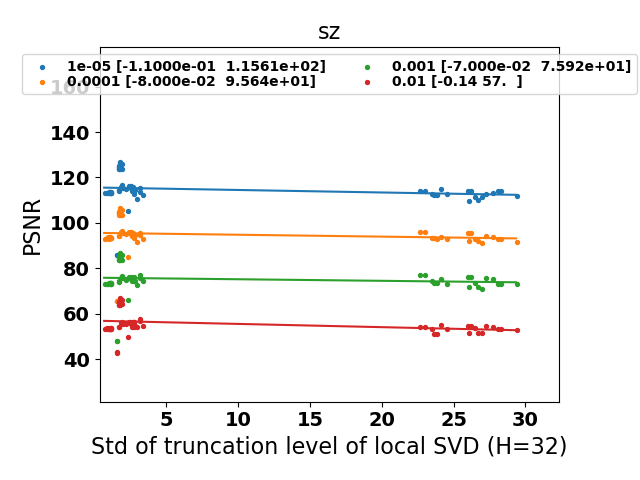 sz
1e-05 [-1.1000e-01 1.1561e+02]
0.0001 [-8.000e-02 9.564e+01]
0.001 [-7.000e-02 7.592e+01]
0.01 [-0.14 57. ]
160
140
120
100
80
60
40
PSNR
5 10 15 20 25 30
Std of truncation level of local SVD (H=32)